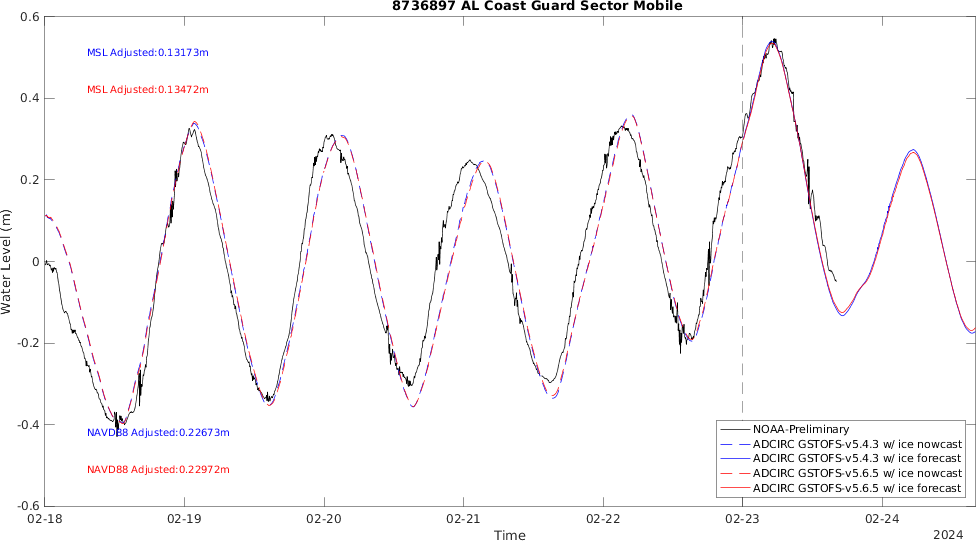 8736897 AL Coast Guard Sector Mobile
0.6
MSL Adjusted:0.13173m
MSL Adjusted:0.13472m
0.4
0.2
0
-0.2
-0.4
-0.6
Water Level (m)
NAVD88 Adjusted:0.22673m
NAVD88 Adjusted:0.22972m
NOAA-Preliminary
ADCIRC GSTOFS-v5.4.3 w/ ice nowcast
ADCIRC GSTOFS-v5.4.3 w/ ice forecast
ADCIRC GSTOFS-v5.6.5 w/ ice nowcast
ADCIRC GSTOFS-v5.6.5 w/ ice forecast
02-18 02-19 02-20 02-21 02-22 02-23 02-24
Time
2024